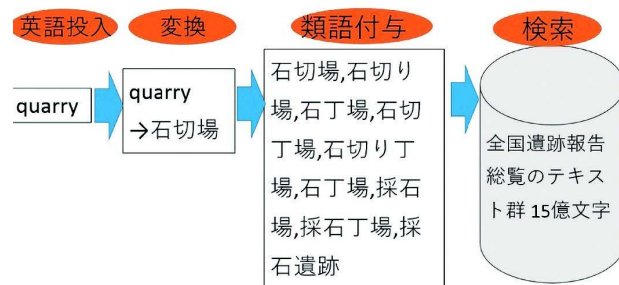 英語投入
変換
類語付与
検索
quarry
quarry
→石切場
石切場,石切り
場,石丁場,石切
丁場,石切り丁
場,石丁場,採石
場,採石丁場,採
石遺跡
全国遺跡報告
総覧のテキス
ト群 15億文字